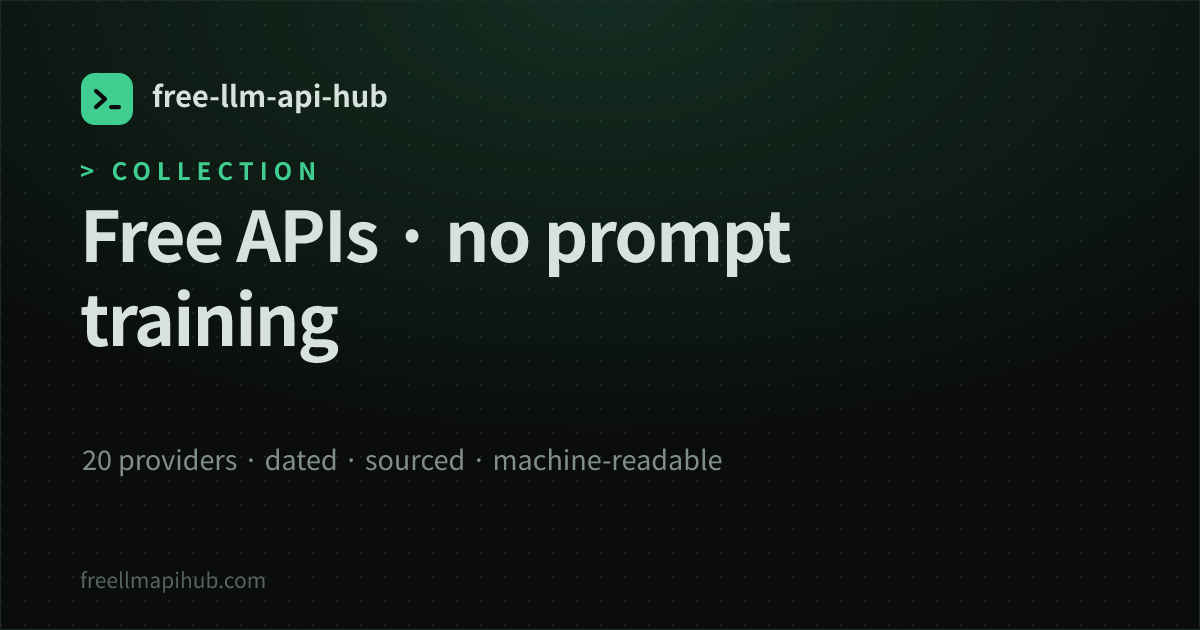 free-llm-api-hub
> COLLECTION
Free APIs · no prompt
training
20 providers · dated · sourced · machine-readable
freellmapihub.com